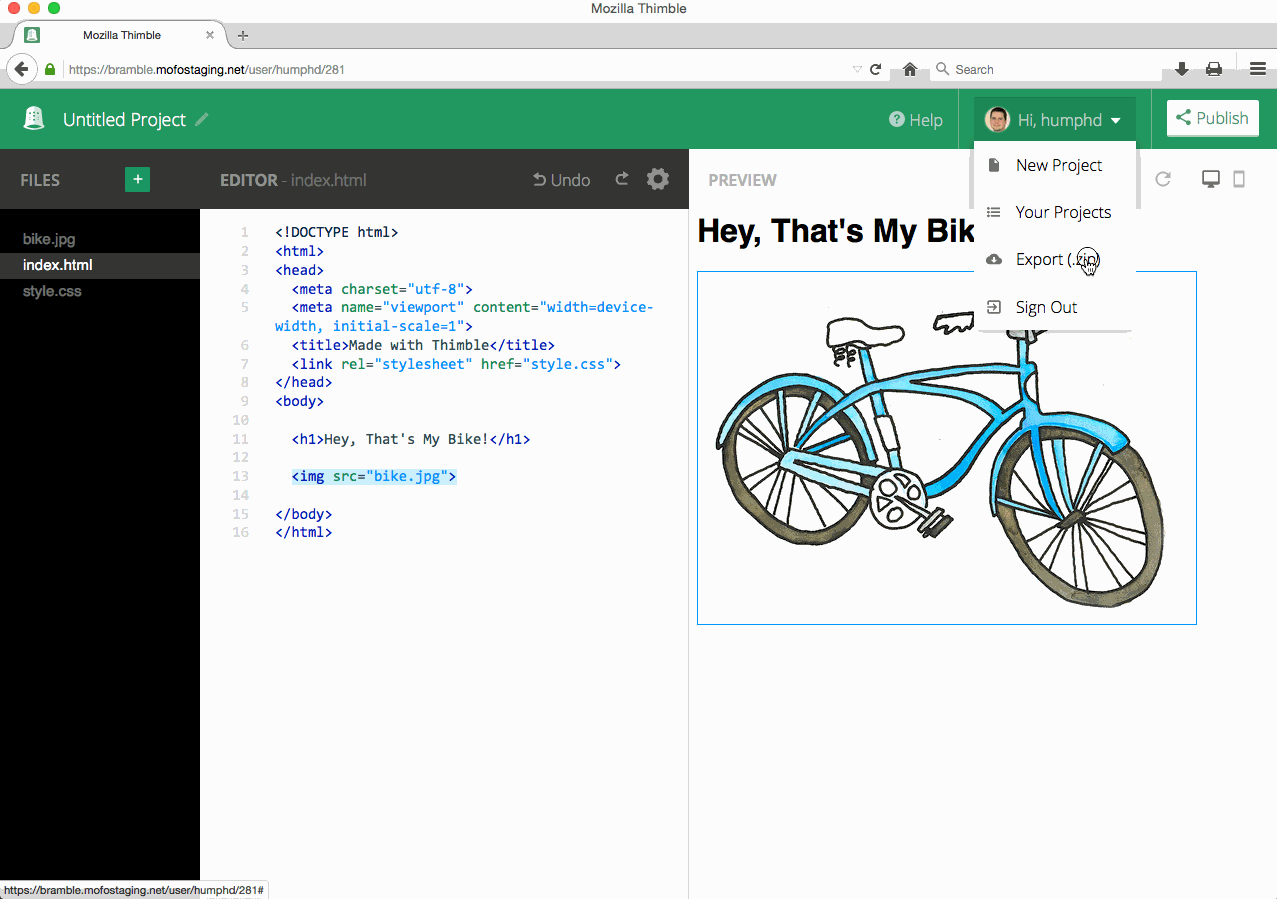 Mozilla Thimble
Mozilla Thimble
https://bramble.mofostaging.net/user/humphd/281
Search
Untitled Project
Help
Hi, humphd
Publish
FILES
EDITOR - index.html
Undo
PREVIEW
New Project
Your Projects
Export (.zip)
Sign Out
bike.jpg
index.html
style.css
1 <!DOCTYPE html>
2 <html>
3 <head>
4 <meta charset="utf-8">
5 <meta name="viewport" content="width=device-
width, initial-scale=1">
6 <title>Made with Thimble</title>
7 <link rel="stylesheet" href="style.css">
8 </head>
9 <body>
10
11 <h1>Hey, That's My Bike!</h1>
12
13 <img src="bike.jpg">
14
15 </body>
16 </html>
Hey, That's My Bik
https://bramble.mofostaging.net/user/humphd/281#